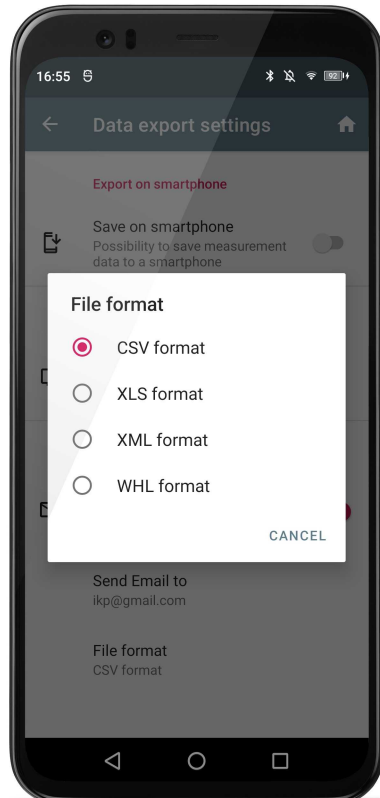 16:55
92
Data export settings
Export on smartphone
Save on smartphone
Possibility to save measurement
data to a smartphone
File format
CSV format
XLS format
XML format
WHL format
CANCEL
Send Email to
ikp@gmail.com
File format
CSV format